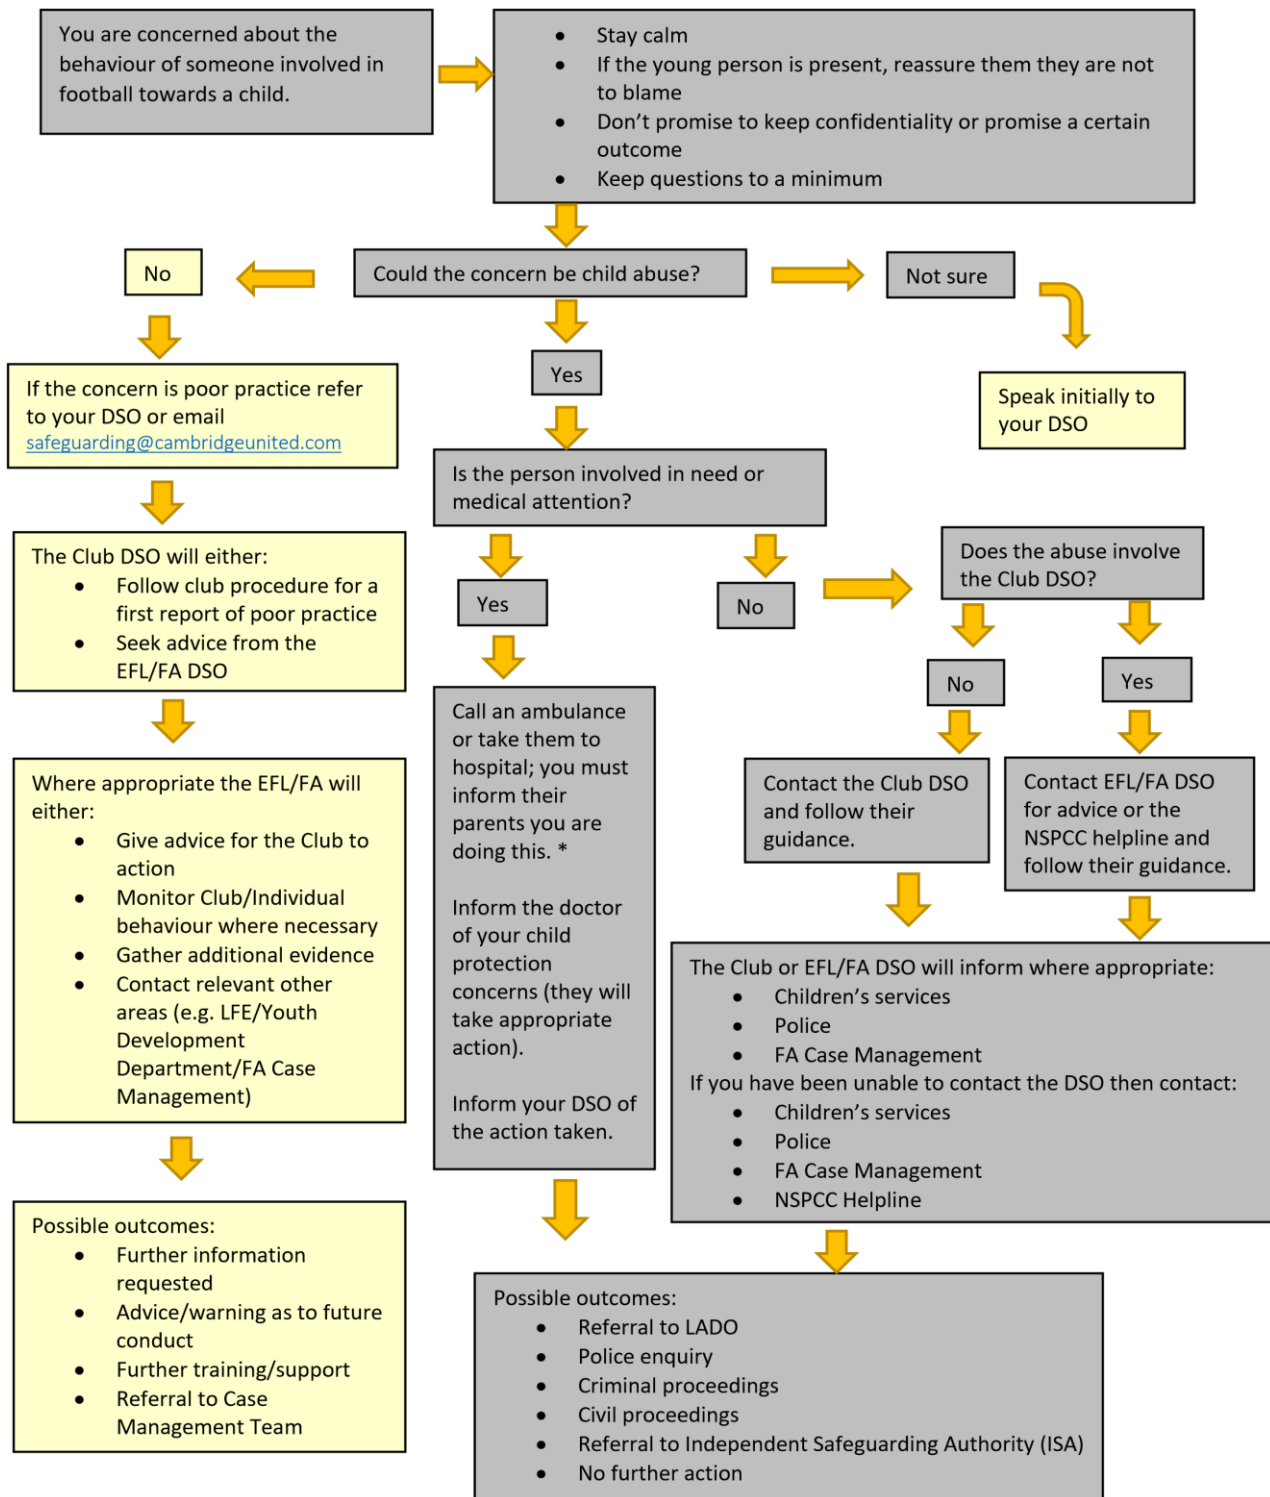 You are concerned about the
behaviour of someone involved in
football towards a child.
• Stay calm
• If the young person is present, reassure them they are not
to blame
• Don’t promise to keep confidentiality or promise a certain
outcome
• Keep questions to a minimum
No
Could the concern be child abuse?
Not sure
If the concern is poor practice refer
to your DSO or email
safeguarding@cambridgeunited.com
Yes
Speak initially to
your DSO
Is the person involved in need or
medical attention?
The Club DSO will either:
• Follow club procedure for a
first report of poor practice
• Seek advice from the
EFL/FA DSO
Yes
No
Does the abuse involve
the Club DSO?
No
Yes
Where appropriate the EFL/FA will
either:
• Give advice for the Club to
action
• Monitor Club/Individual
behaviour where necessary
• Gather additional evidence
• Contact relevant other
areas (e.g. LFE/Youth
Development
Department/FA Case
Management)
Call an ambulance
or take them to
hospital; you must
inform their
parents you are
doing this. *
Inform the doctor
of your child
protection
concerns (they will
take appropriate
action).
Inform your DSO of
the action taken.
Contact the Club DSO
and follow their
guidance.
Contact EFL/FA DSO
for advice or the
NSPCC helpline and
follow their guidance.
The Club or EFL/FA DSO will inform where appropriate:
• Children’s services
• Police
• FA Case Management
If you have been unable to contact the DSO then contact:
• Children’s services
• Police
• FA Case Management
• NSPCC Helpline
Possible outcomes:
• Further information
requested
• Advice/warning as to future
conduct
• Further training/support
• Referral to Case
Management Team
Possible outcomes:
• Referral to LADO
• Police enquiry
• Criminal proceedings
• Civil proceedings
• Referral to Independent Safeguarding Authority (ISA)
• No further action